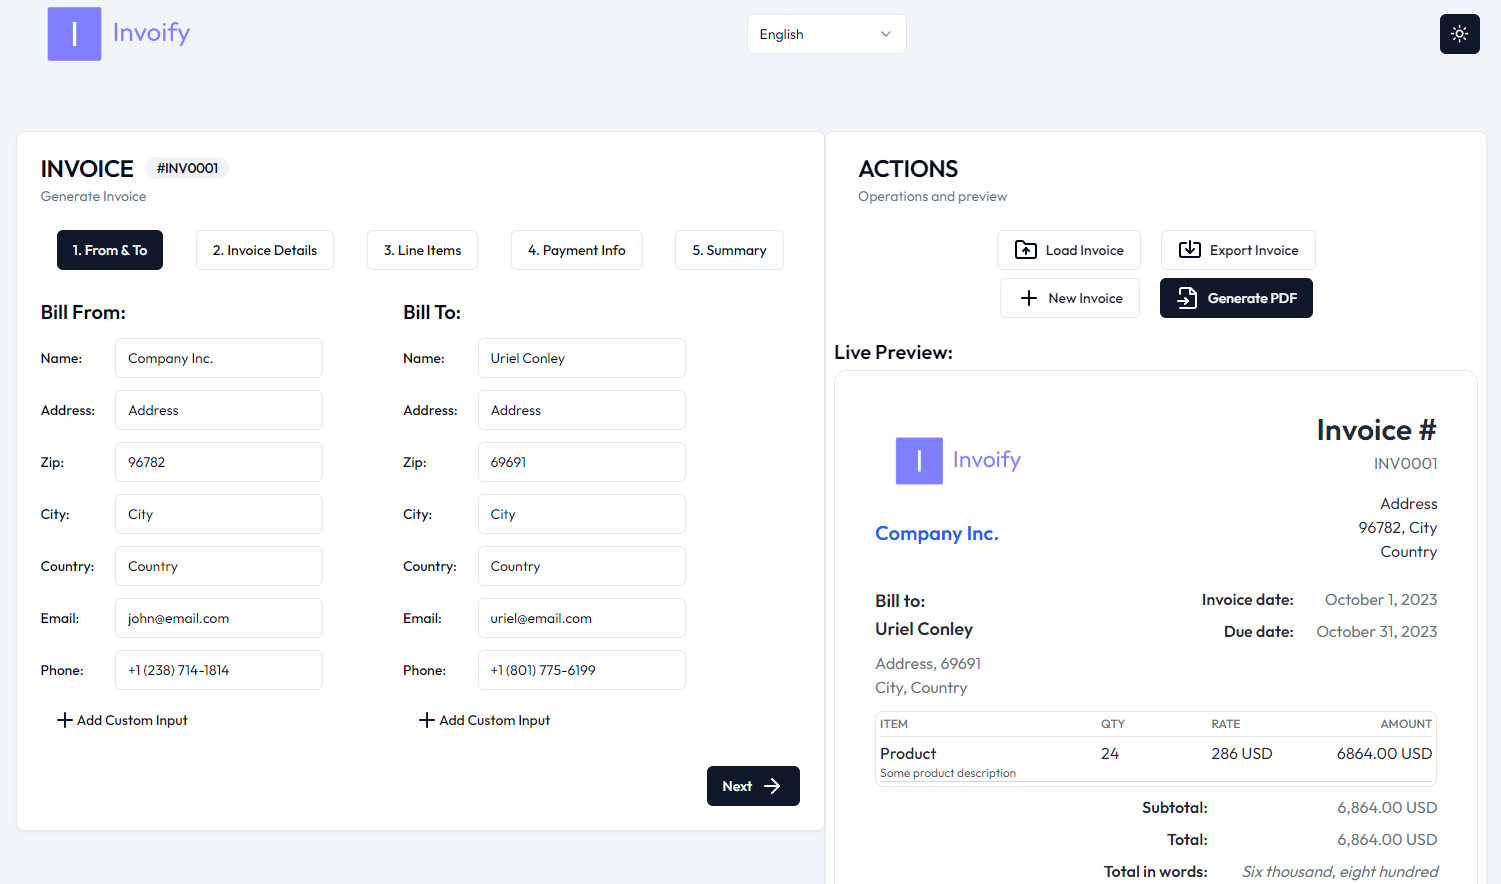 I Invoify
English
INVOICE #INV0001
Generate Invoice
1. From & To
2. Invoice Details
3. Line Items
4. Payment Info
5. Summary
Bill From:
Name: Company Inc.
Address: Address
Zip: 96782
City: City
Country: Country
Email: john@email.com
Phone: +1 (238) 714-1814
Add Custom Input
Bill To:
Name: Uriel Conley
Address: Address
Zip: 69691
City: City
Country: Country
Email: uriel@email.com
Phone: +1 (801) 775-6199
Add Custom Input
Next
ACTIONS
Operations and preview
Load Invoice
Export Invoice
New Invoice
Generate PDF
Live Preview:
I Invoify
Invoice #
INV0001
Company Inc.
Address
96782, City
Country
Bill to:
Uriel Conley
Address, 69691
City, Country
Invoice date: October 1, 2023
Due date: October 31, 2023
ITEM QTY RATE AMOUNT
Product 24 286 USD 6864.00 USD
Some product description
Subtotal: 6,864.00 USD
Total: 6,864.00 USD
Total in words: Six thousand, eight hundred